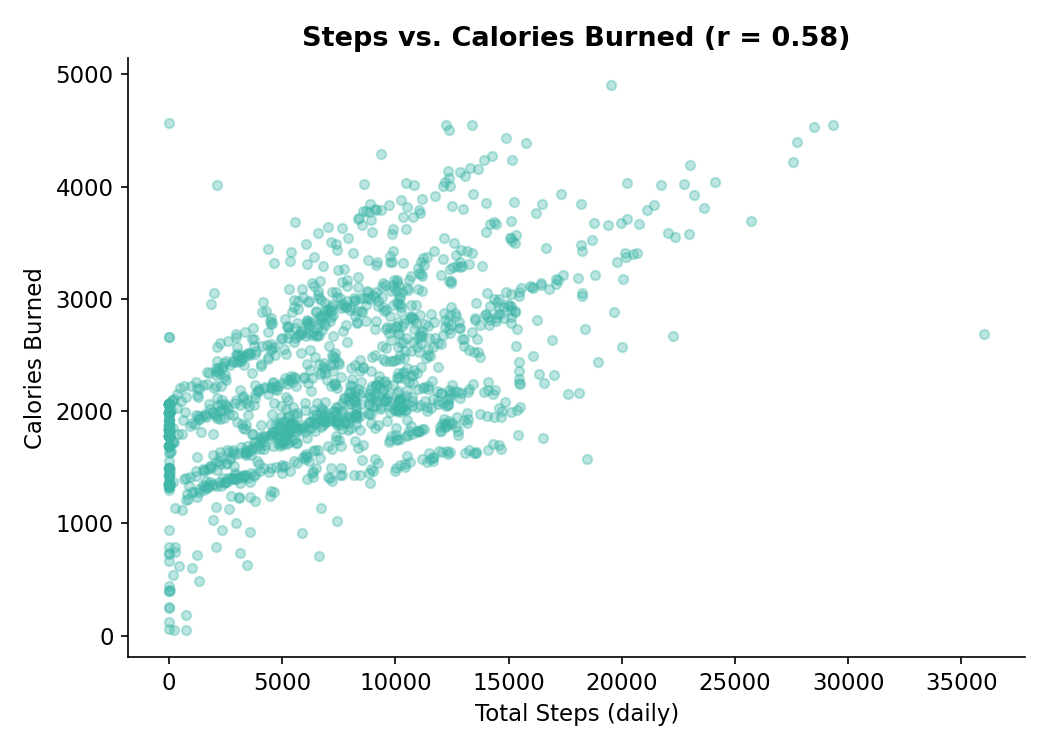 Steps vs. Calories Burned (r = 0.58)
5000
4000
3000
2000
1000
0
Calories Burned
0 5000 10000 15000 20000 25000 30000 35000
Total Steps (daily)